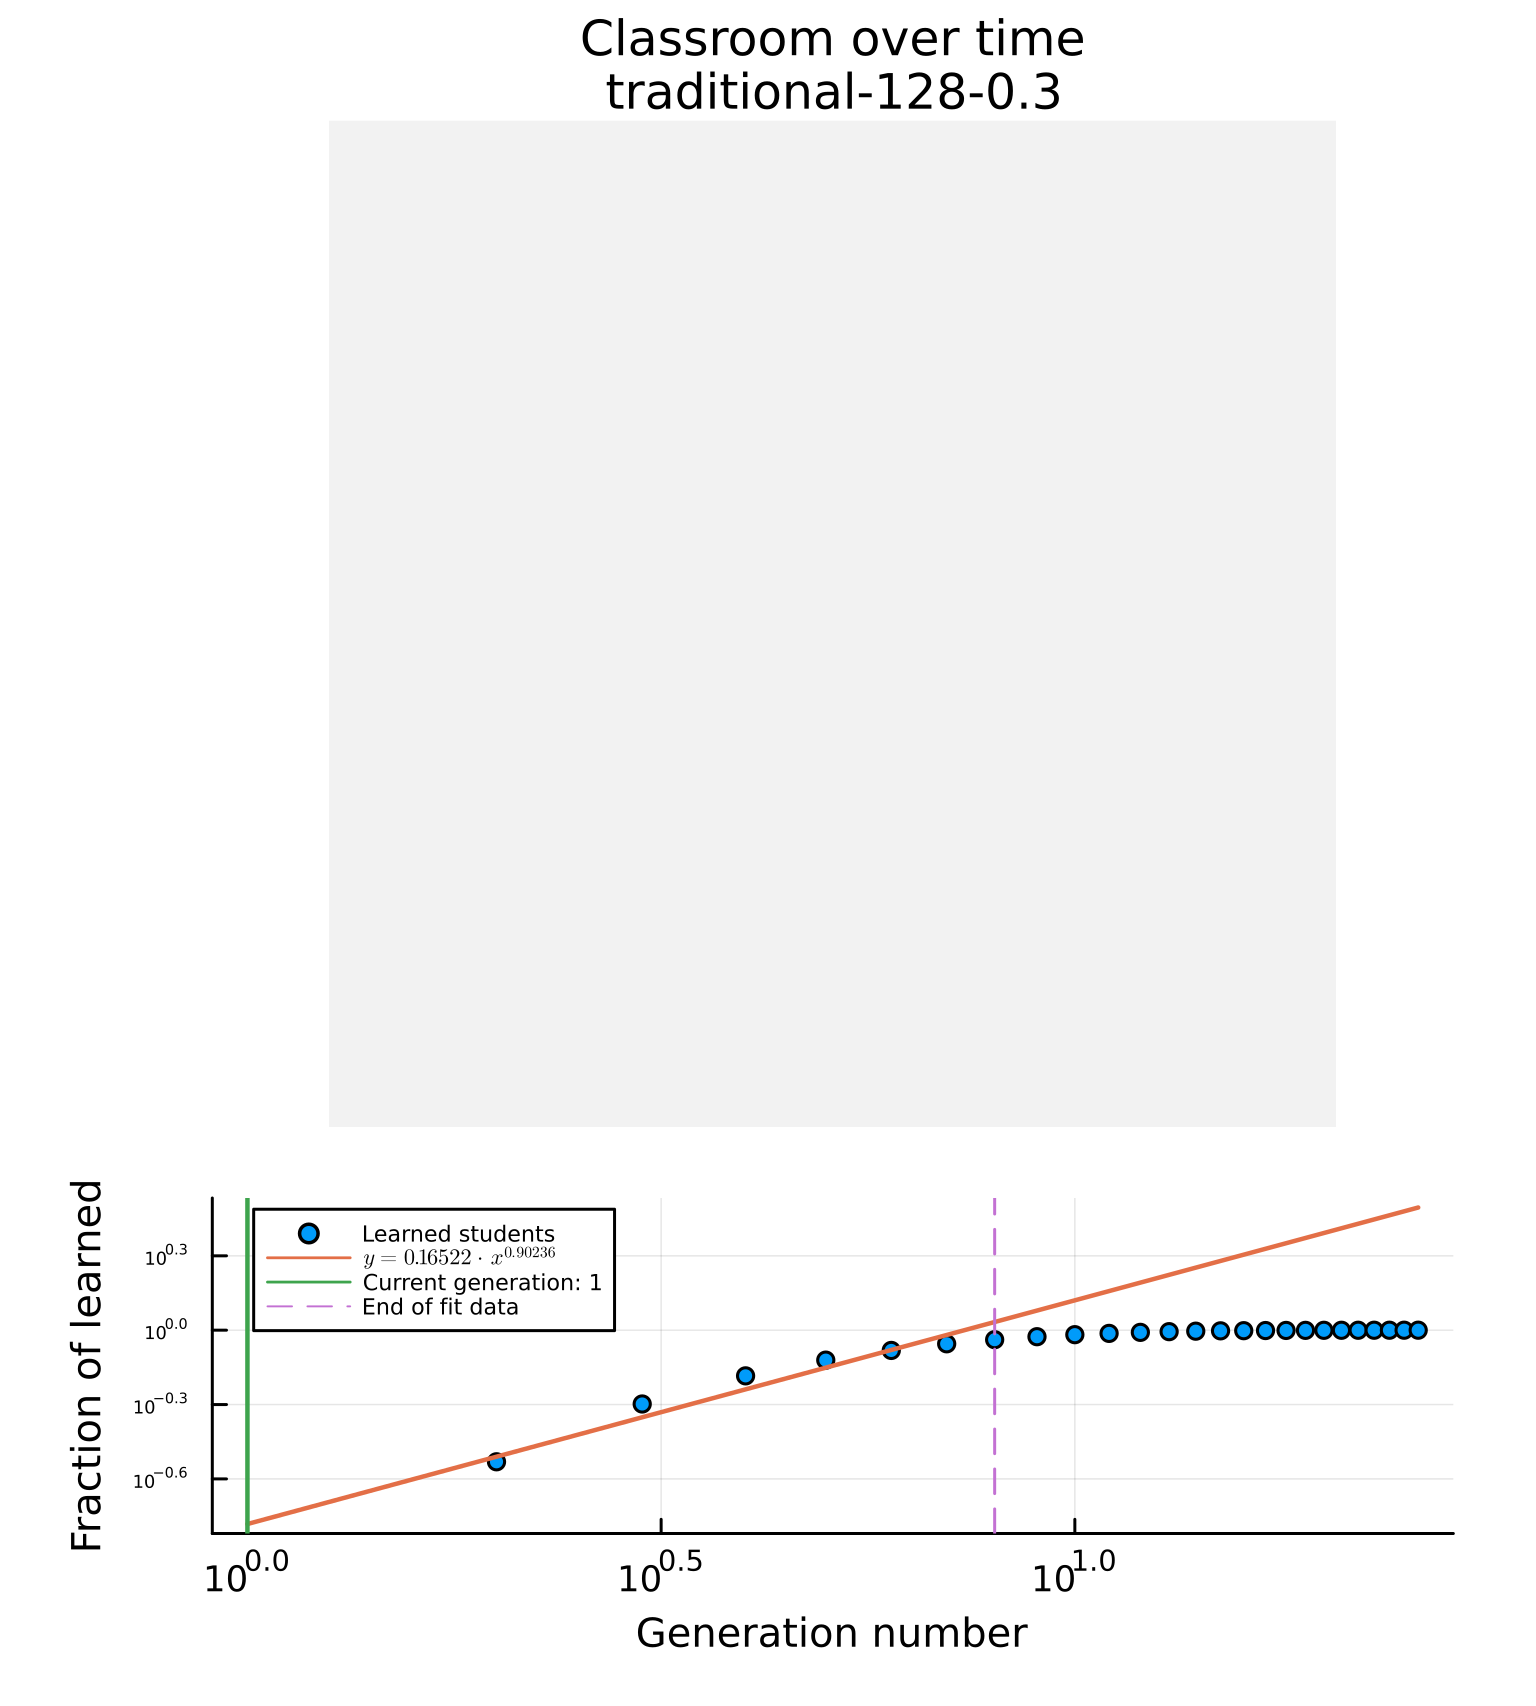 Classroom over time
traditional-128-0.3
Fraction of learned
10^0.3
10^0.0
10^−0.3
10^−0.6
Learned students
y = 0.16522 · x^0.90236
Current generation: 1
End of fit data
10^0.0 10^0.5 10^1.0
Generation number